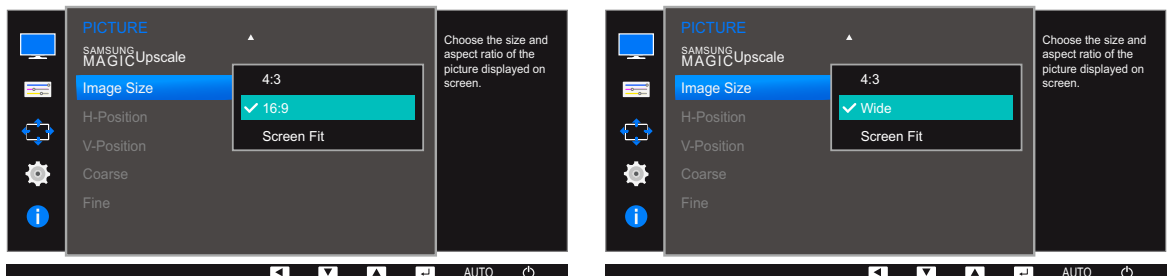 PICTURE
SAMSUNG
MAGIC Upscale
Image Size
H-Position
V-Position
Coarse
Fine
4:3
16:9
Screen Fit
Choose the size and
aspect ratio of the
picture displayed on
screen.
AUTO
PICTURE
SAMSUNG
MAGIC Upscale
Image Size
H-Position
V-Position
Coarse
Fine
4:3
Wide
Screen Fit
Choose the size and
aspect ratio of the
picture displayed on
screen.
AUTO